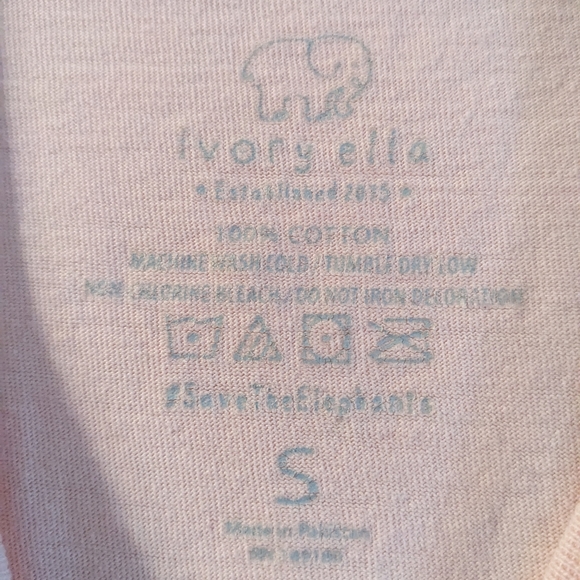 ivory ella
• Established 2015 •
100% COTTON
MACHINE WASH COLD / TUMBLE DRY LOW
NON CHLORINE BLEACH / DO NOT IRON DECORATION
#SaveTheElephants
S
Made in Pakistan
RN